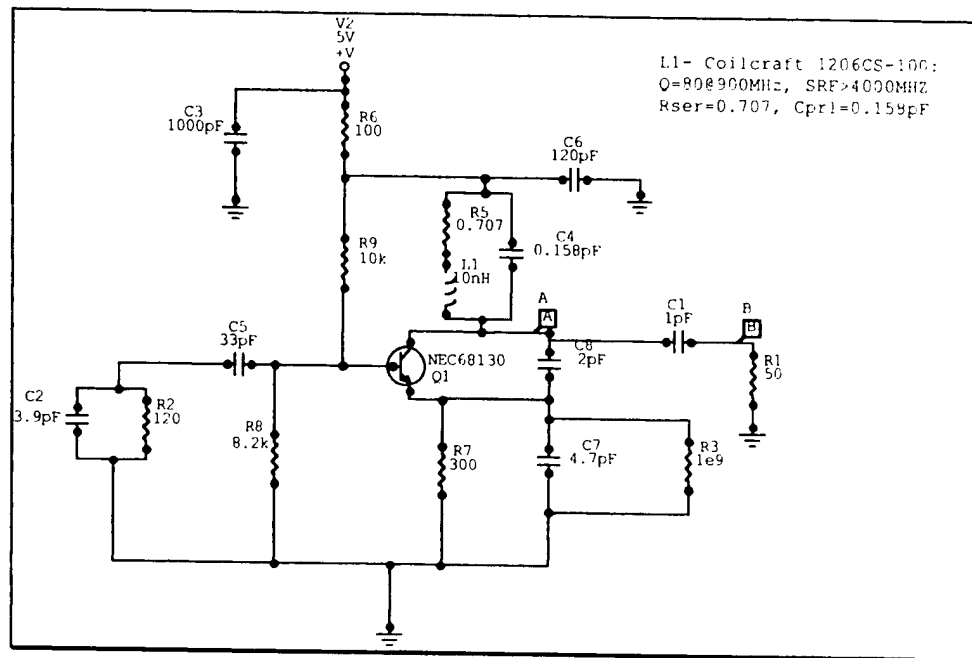 V2
5V
+V
L1- Coilcraft 1206CS-100:
Q=80@900MHz, SRF>4000MHZ
Rser=0.707, Cprl=0.158pF
C3
1000pF
R6
100
C6
120pF
R5
0.707
C4
0.158pF
R9
10k
L1
10nH
A
A
B
B
C1
1pF
C5
33pF
NEC68130
Q1
C8
2pF
R1
50
C2
3.9pF
R2
120
R8
8.2k
R7
300
C7
4.7pF
R3
1e9